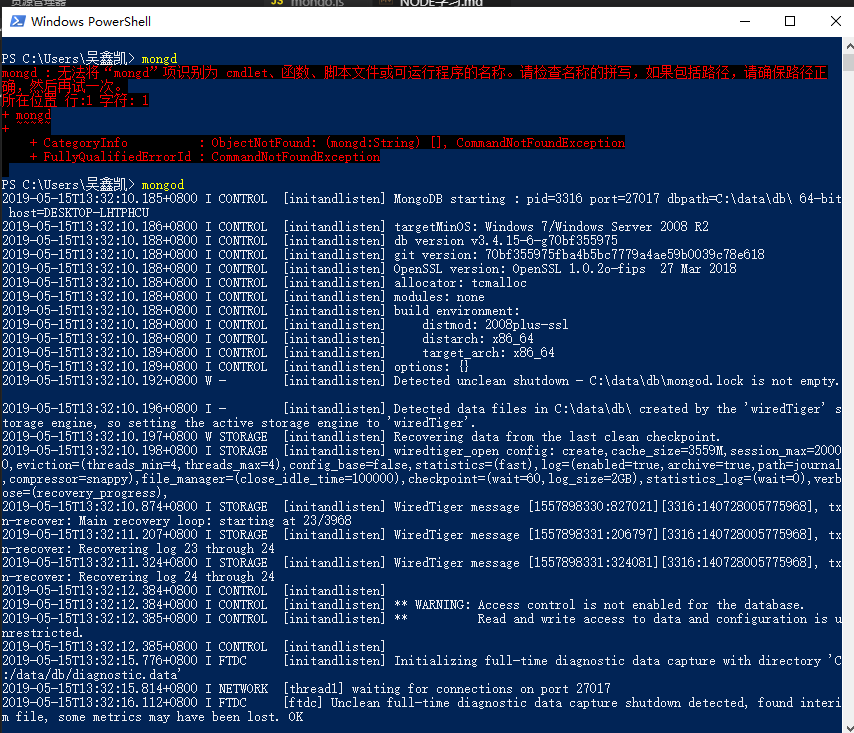 mongo.js
NODE学习.md
Windows PowerShell
PS C:\Users\吴鑫凯> mongd
mongd : 无法将“mongd”项识别为 cmdlet、函数、脚本文件或可运行程序的名称。请检查名称的拼写，如果包括路径，请确保路径正
确，然后再试一次。
所在位置 行:1 字符: 1
+ mongd
+ ~~~~~
+ CategoryInfo          : ObjectNotFound: (mongd:String) [], CommandNotFoundException
+ FullyQualifiedErrorId : CommandNotFoundException
PS C:\Users\吴鑫凯> mongod
2019-05-15T13:32:10.185+0800 I CONTROL  [initandlisten] MongoDB starting : pid=3316 port=27017 dbpath=C:\data\db\ 64-bit
host=DESKTOP-LHTPHCU
2019-05-15T13:32:10.186+0800 I CONTROL  [initandlisten] targetMinOS: Windows 7/Windows Server 2008 R2
2019-05-15T13:32:10.188+0800 I CONTROL  [initandlisten] db version v3.4.15-6-g70bf355975
2019-05-15T13:32:10.188+0800 I CONTROL  [initandlisten] git version: 70bf355975fba4b5bc7779a4ae59b0039c78e618
2019-05-15T13:32:10.188+0800 I CONTROL  [initandlisten] OpenSSL version: OpenSSL 1.0.2o-fips  27 Mar 2018
2019-05-15T13:32:10.188+0800 I CONTROL  [initandlisten] allocator: tcmalloc
2019-05-15T13:32:10.188+0800 I CONTROL  [initandlisten] modules: none
2019-05-15T13:32:10.188+0800 I CONTROL  [initandlisten] build environment:
2019-05-15T13:32:10.188+0800 I CONTROL  [initandlisten]     distmod: 2008plus-ssl
2019-05-15T13:32:10.188+0800 I CONTROL  [initandlisten]     distarch: x86_64
2019-05-15T13:32:10.189+0800 I CONTROL  [initandlisten]     target_arch: x86_64
2019-05-15T13:32:10.189+0800 I CONTROL  [initandlisten] options: {}
2019-05-15T13:32:10.192+0800 W -        [initandlisten] Detected unclean shutdown - C:\data\db\mongod.lock is not empty.
2019-05-15T13:32:10.196+0800 I -        [initandlisten] Detected data files in C:\data\db\ created by the 'wiredTiger' s
torage engine, so setting the active storage engine to 'wiredTiger'.
2019-05-15T13:32:10.197+0800 W STORAGE  [initandlisten] Recovering data from the last clean checkpoint.
2019-05-15T13:32:10.198+0800 I STORAGE  [initandlisten] wiredtiger_open config: create,cache_size=3559M,session_max=2000
0,eviction=(threads_min=4,threads_max=4),config_base=false,statistics=(fast),log=(enabled=true,archive=true,path=journal
,compressor=snappy),file_manager=(close_idle_time=100000),checkpoint=(wait=60,log_size=2GB),statistics_log=(wait=0),verb
ose=(recovery_progress),
2019-05-15T13:32:10.874+0800 I STORAGE  [initandlisten] WiredTiger message [1557898330:827021][3316:140728005775968], tx
n-recover: Main recovery loop: starting at 23/3968
2019-05-15T13:32:11.207+0800 I STORAGE  [initandlisten] WiredTiger message [1557898331:206797][3316:140728005775968], tx
n-recover: Recovering log 23 through 24
2019-05-15T13:32:11.324+0800 I STORAGE  [initandlisten] WiredTiger message [1557898331:324081][3316:140728005775968], tx
n-recover: Recovering log 24 through 24
2019-05-15T13:32:12.384+0800 I CONTROL  [initandlisten]
2019-05-15T13:32:12.384+0800 I CONTROL  [initandlisten] ** WARNING: Access control is not enabled for the database.
2019-05-15T13:32:12.385+0800 I CONTROL  [initandlisten] **          Read and write access to data and configuration is u
nrestricted.
2019-05-15T13:32:12.385+0800 I CONTROL  [initandlisten]
2019-05-15T13:32:15.776+0800 I FTDC     [initandlisten] Initializing full-time diagnostic data capture with directory 'C
:/data/db/diagnostic.data'
2019-05-15T13:32:15.814+0800 I NETWORK  [thread1] waiting for connections on port 27017
2019-05-15T13:32:16.112+0800 I FTDC     [ftdc] Unclean full-time diagnostic data capture shutdown detected, found interi
m file, some metrics may have been lost. OK